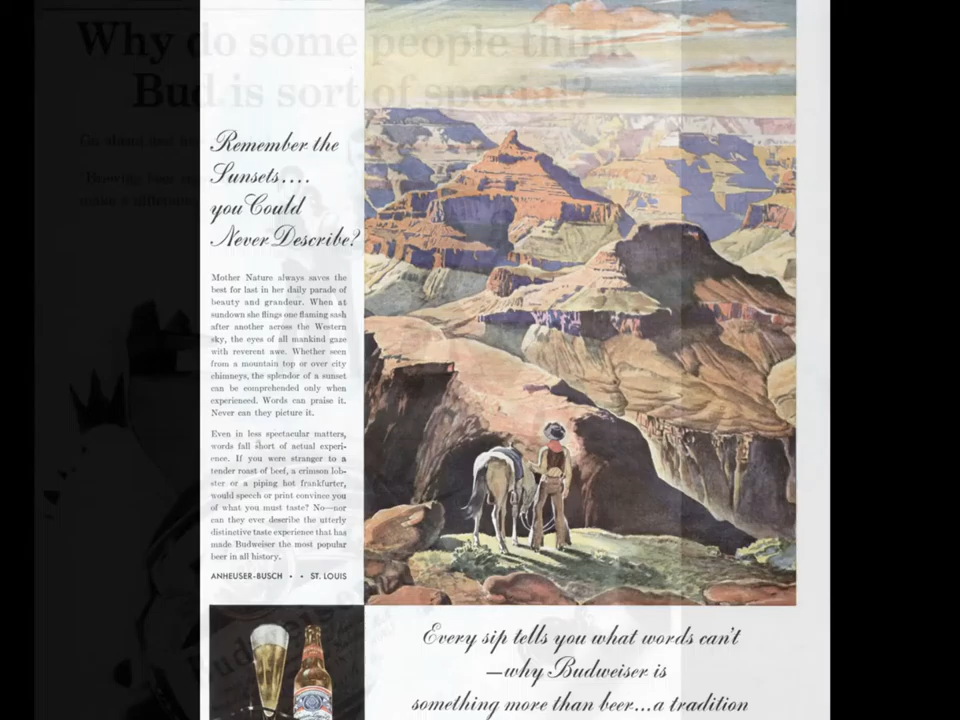 Why do some people think
Bud is sort of special?
Remember the
Sunsets....
you Could
Never Describe?
Mother Nature always saves the
best for last in her daily parade of
beauty and grandeur. When at
sundown she flings one flaming sash
after another across the Western
sky, the eyes of all mankind gaze
with reverent awe. Whether seen
from a mountain top or over city
chimneys, the splendor of a sunset
can be comprehended only when
experienced. Words can praise it.
Never can they picture it.
Even in less spectacular matters,
words fall short of actual experi-
ence. If you were stranger to a
tender roast of beef, a crimson lob-
ster or a piping hot frankfurter,
would speech or print convince you
of what you must taste? No—nor
can they ever describe the utterly
distinctive taste experience that has
made Budweiser the most popular
beer in all history.
ANHEUSER-BUSCH • • ST. LOUIS
Every sip tells you what words can't
—why Budweiser is
something more than beer...a tradition